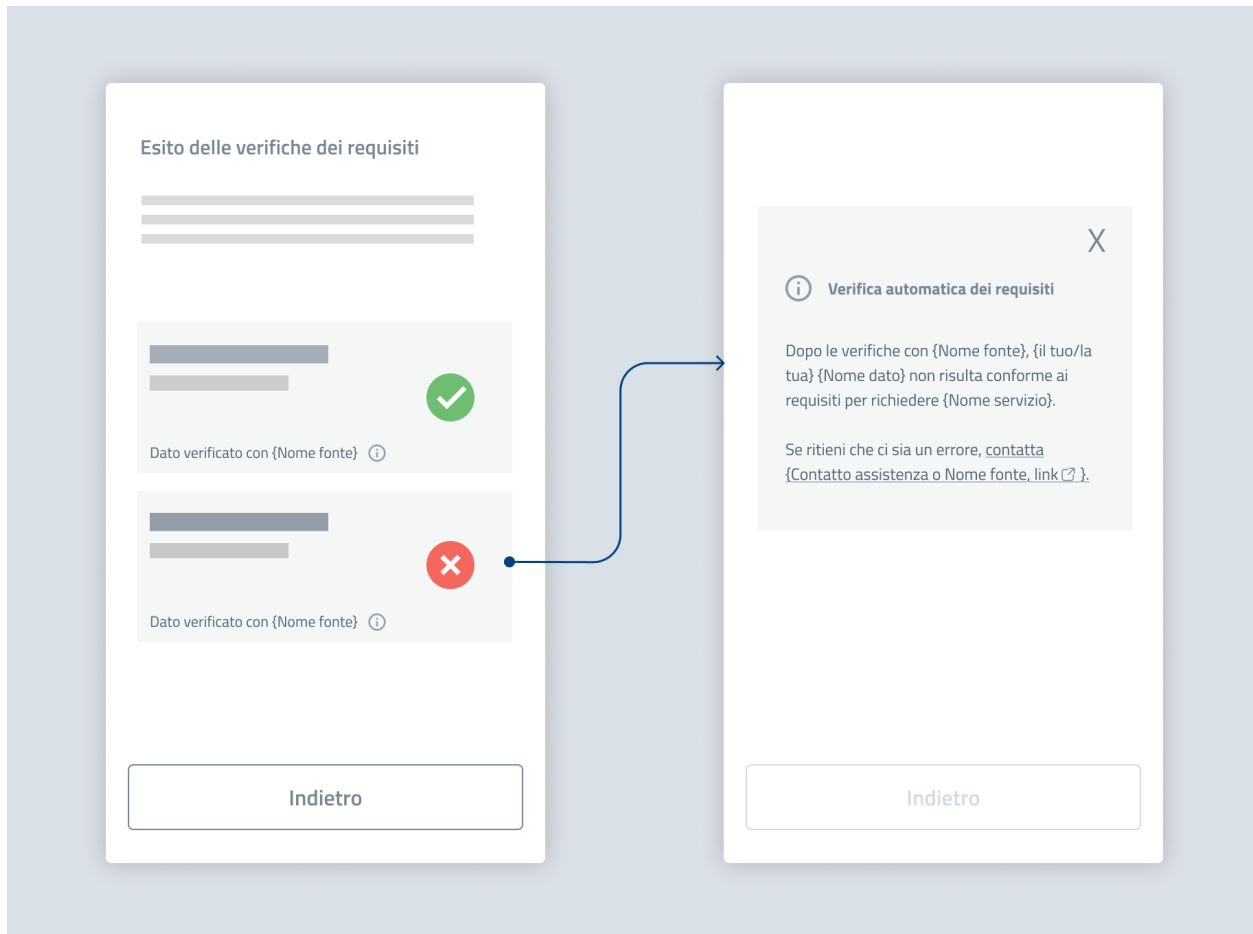 Esito delle verifiche dei requisiti
Dato verificato con {Nome fonte}
Dato verificato con {Nome fonte}
Indietro
X
Verifica automatica dei requisiti
Dopo le verifiche con {Nome fonte}, {il tuo/la
tua} {Nome dato} non risulta conforme ai
requisiti per richiedere {Nome servizio}.
Se ritieni che ci sia un errore, contatta
{Contatto assistenza o Nome fonte, link }.
Indietro